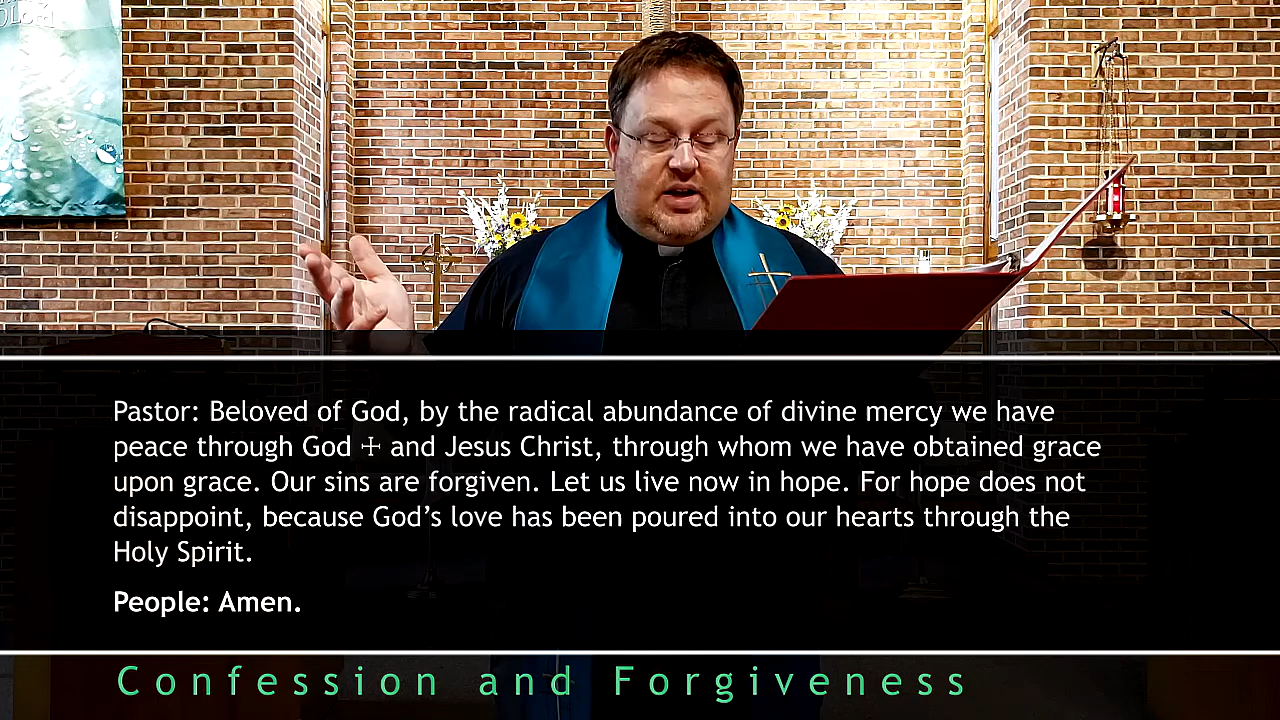 Pastor: Beloved of God, by the radical abundance of divine mercy we have
peace through God ☩ and Jesus Christ, through whom we have obtained grace
upon grace. Our sins are forgiven. Let us live now in hope. For hope does not
disappoint, because God’s love has been poured into our hearts through the
Holy Spirit.
People: Amen.
Confession and Forgiveness